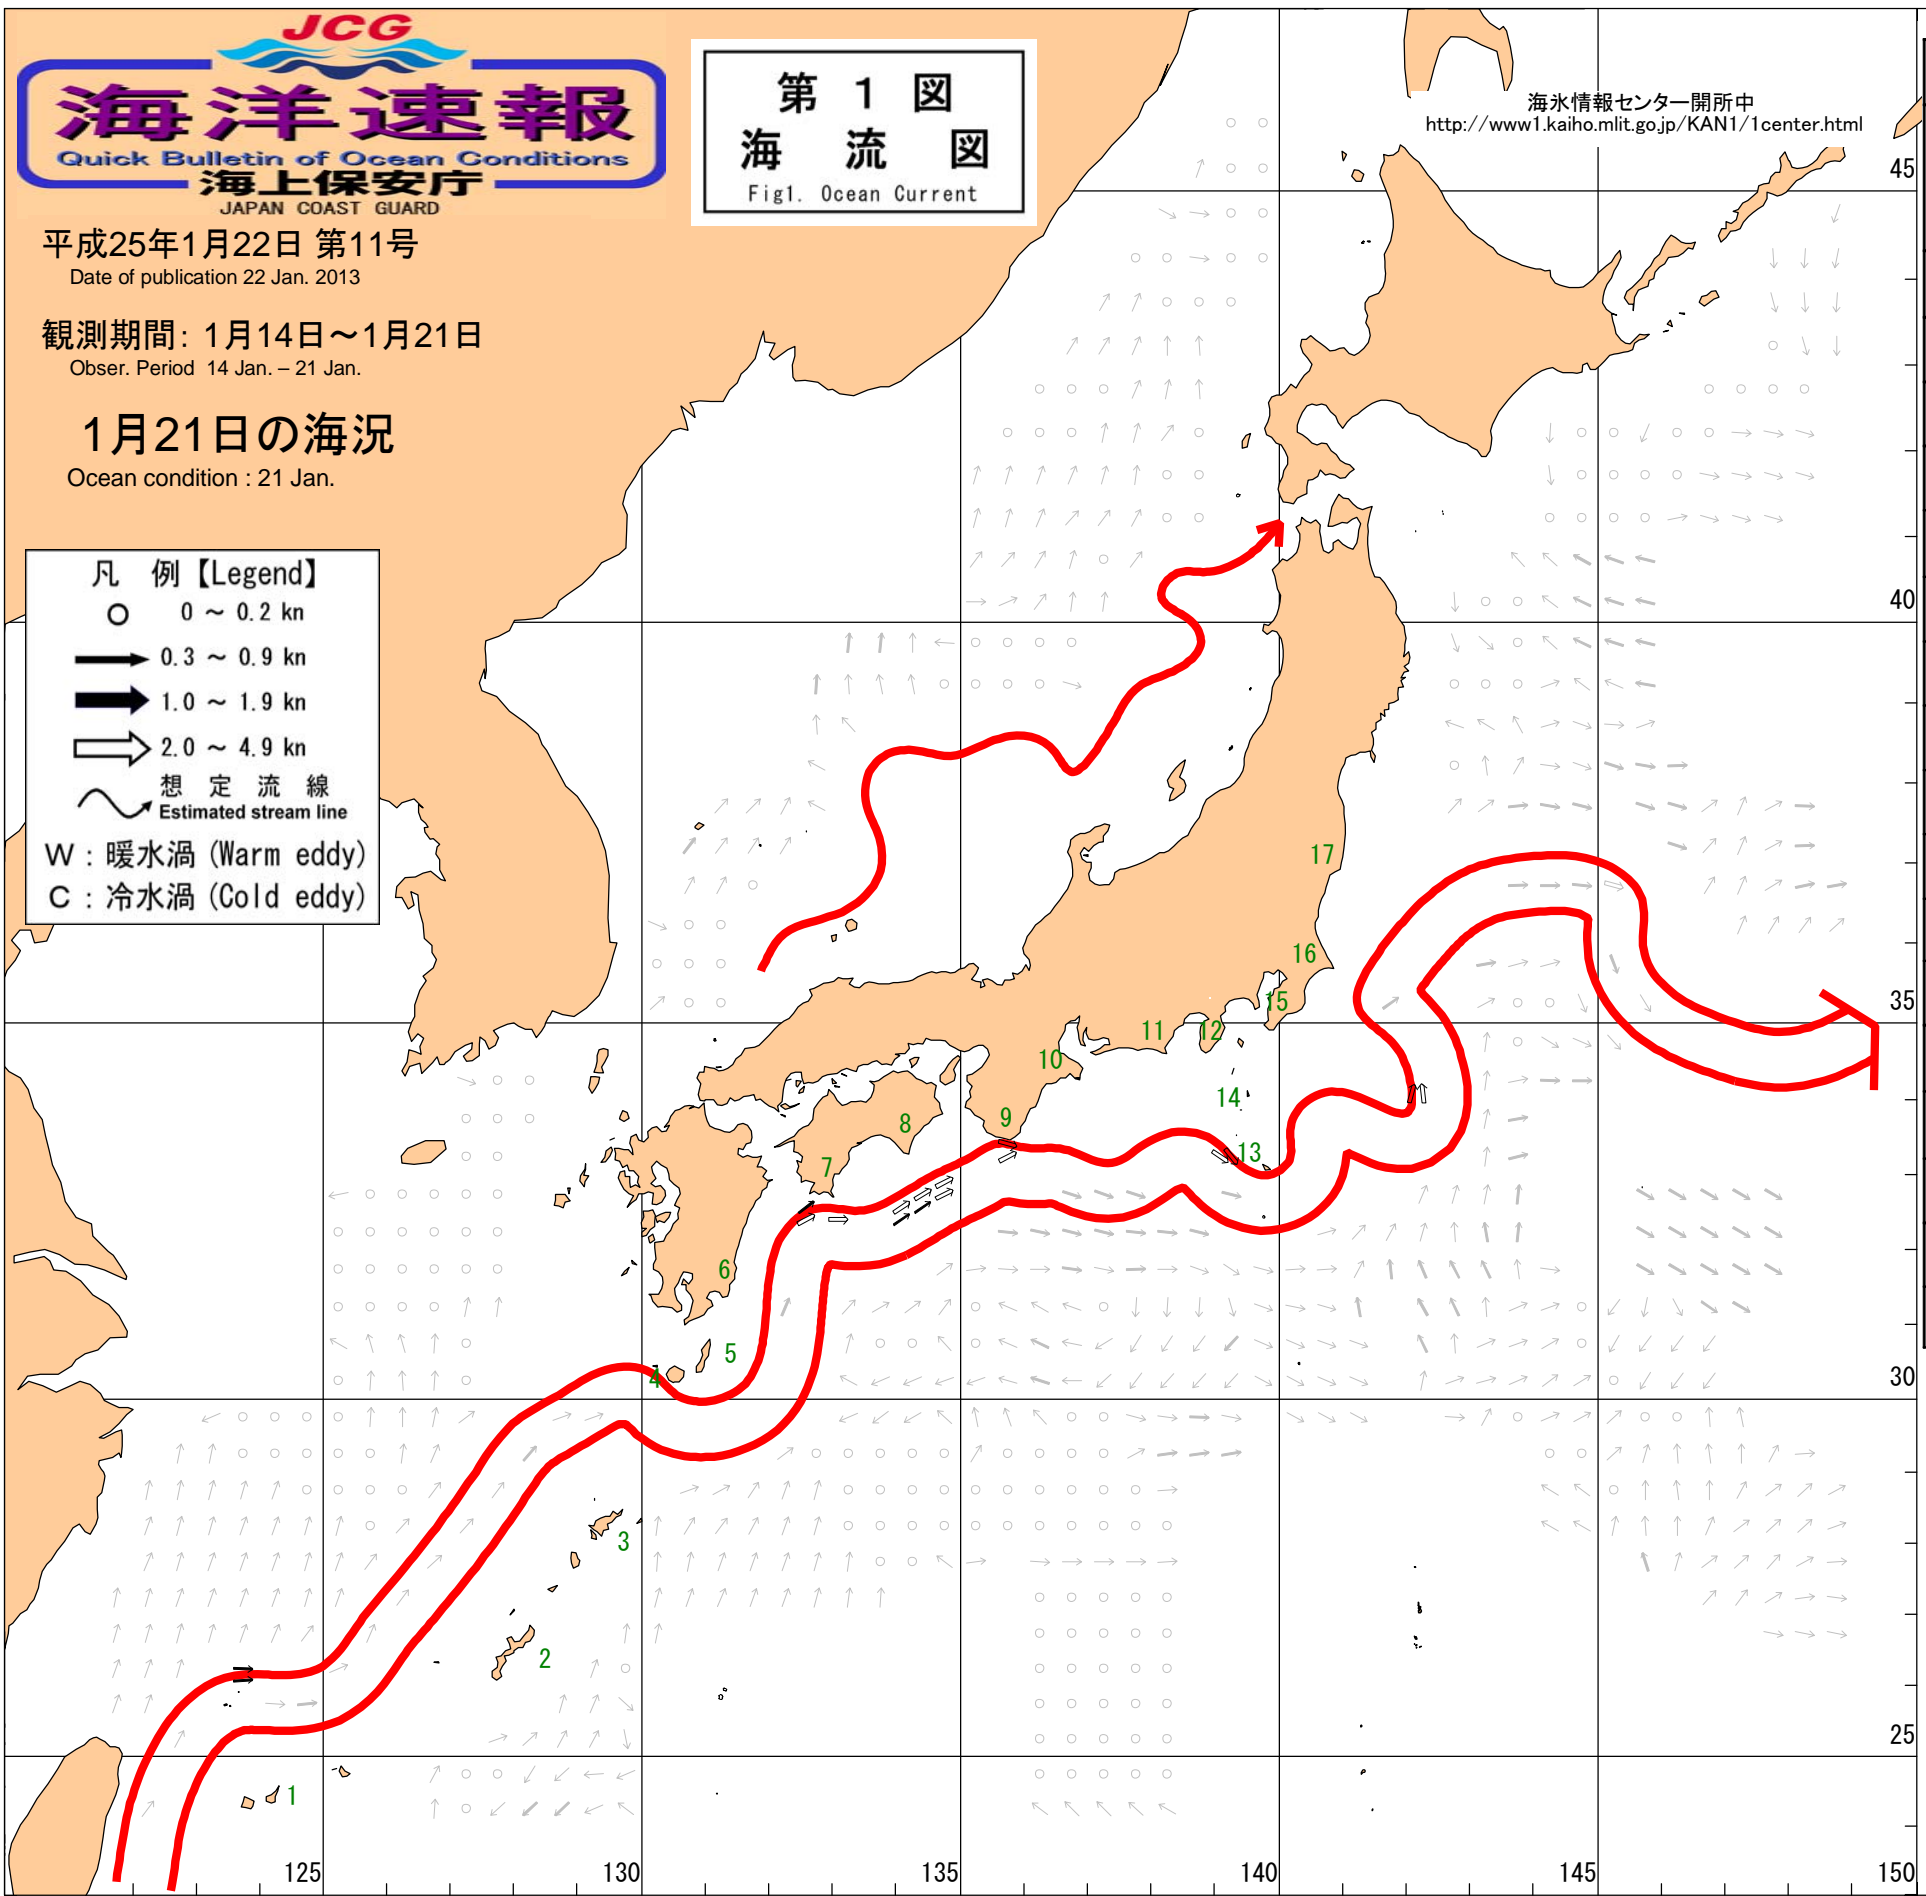 JCG
海洋速報
Quick Bulletin of Ocean Conditions
海上保安庁
JAPAN COAST GUARD
第 1 図
海 流 図
Fig1. Ocean Current
海氷情報センター開所中
http://www1.kaiho.mlit.go.jp/KAN1/1center.html
平成25年1月22日 第11号
Date of publication 22 Jan. 2013
観測期間: 1月14日～1月21日
Obser. Period 14 Jan. – 21 Jan.
1月21日の海況
Ocean condition : 21 Jan.
凡 例【Legend】
0 ～ 0.2 kn
0.3 ～ 0.9 kn
1.0 ～ 1.9 kn
2.0 ～ 4.9 kn
想 定 流 線
Estimated stream line
W : 暖水渦 (Warm eddy)
C : 冷水渦 (Cold eddy)
45
40
35
30
25
17
16
15
12
11
10
14
9
8
13
7
6
5
4
3
2
1
125
130
135
140
145
150